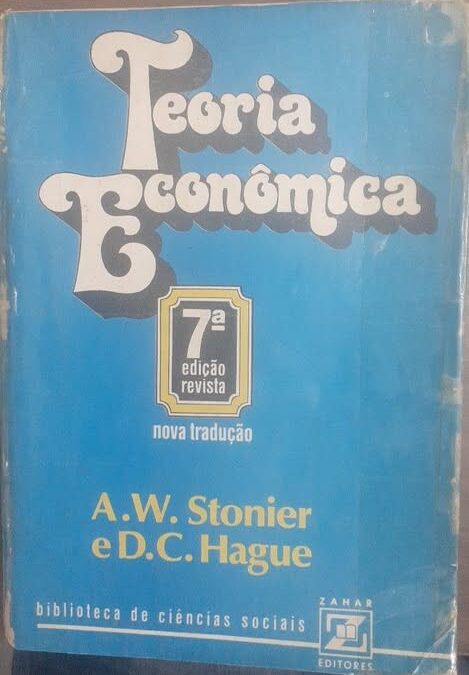 Teoria
Econômica
7ª
edição
revista
nova tradução
A.W. Stonier
e D.C. Hague
biblioteca de ciências sociais
ZAHAR
EDITORES